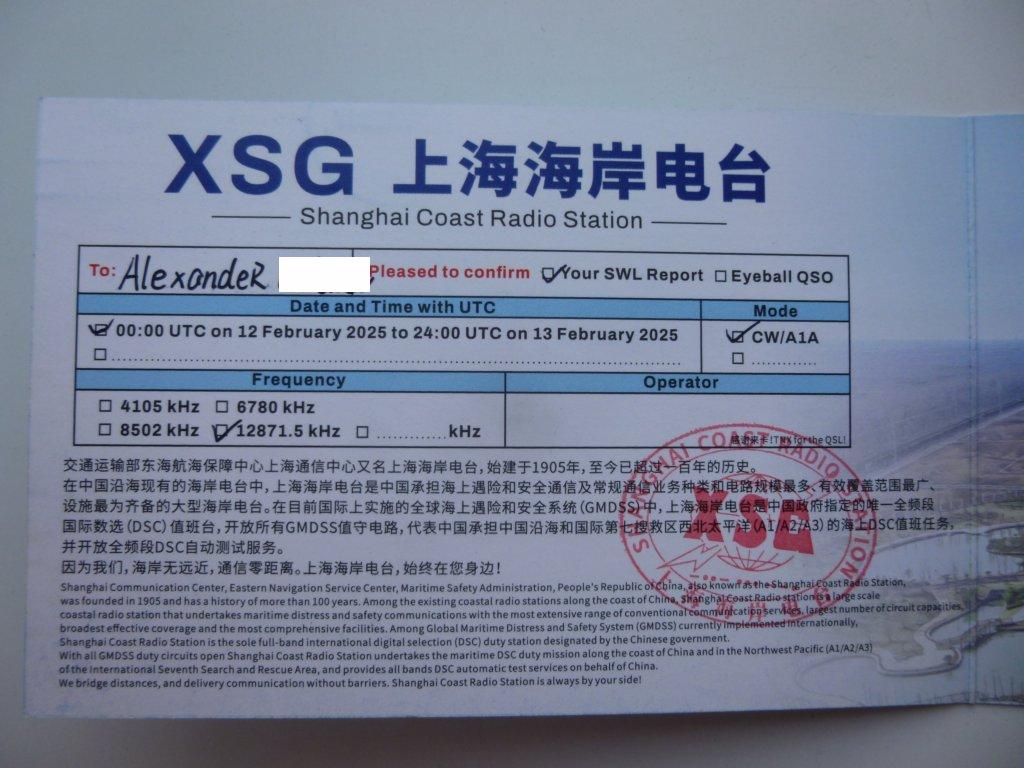 XSG 上海海岸电台
Shanghai Coast Radio Station
To: Alexander Pleased to confirm ☑ Your SWL Report ☐ Eyeball QSO
Date and Time with UTC Mode
☑ 00:00 UTC on 12 February 2025 to 24:00 UTC on 13 February 2025 ☑ CW/A1A
☐ ........................ ☐ ............
Frequency Operator
☐ 4105 kHz ☐ 6780 kHz
☐ 8502 kHz ☑ 12871.5 kHz ☐ ............kHz
感谢来卡!TNX for the QSL!
交通运输部东海航海保障中心上海通信中心又名上海海岸电台，始建于1905年，至今已超过一百年的历史。
在中国沿海现有的海岸电台中，上海海岸电台是中国承担海上遇险和安全通信及常规通信业务种类和电路规模最多、有效覆盖范围最广、
设施最为齐备的大型海岸电台。在目前国际上实施的全球海上遇险和安全系统(GMDSS)中，上海海岸电台是中国政府指定的唯一全频段
国际数选(DSC)值班台，开放所有GMDSS值守电路，代表中国承担中国沿海和国际第七搜救区西北太平洋(A1/A2/A3)的海上DSC值班任务，
并开放全频段DSC自动测试服务。
因为我们，海岸无远近，通信零距离。上海海岸电台，始终在您身边!
Shanghai Communication Center, Eastern Navigation Service Center, Maritime Safety Administration, People's Republic of China, also known as the Shanghai Coast Radio Station,
was founded in 1905 and has a history of more than 100 years. Among the existing coastal radio stations along the coast of China, Shanghai Coast Radio station is a large scale
coastal radio station that undertakes maritime distress and safety communications with the most extensive range of conventional communication services, largest number of circuit capacities,
broadest effective coverage and the most comprehensive facilities. Among Global Maritime Distress and Safety System (GMDSS) currently implemented internationally,
Shanghai Coast Radio Station is the sole full-band international digital selection (DSC) duty station designated by the Chinese government.
With all GMDSS duty circuits open Shanghai Coast Radio Station undertakes the maritime DSC duty mission along the coast of China and in the Northwest Pacific (A1/A2/A3)
of the International Seventh Search and Rescue Area, and provides all bands DSC automatic test services on behalf of China.
We bridge distances, and delivery communication without barriers. Shanghai Coast Radio Station is always by your side!
SHANGHAI COAST RADIO STATION
XSG